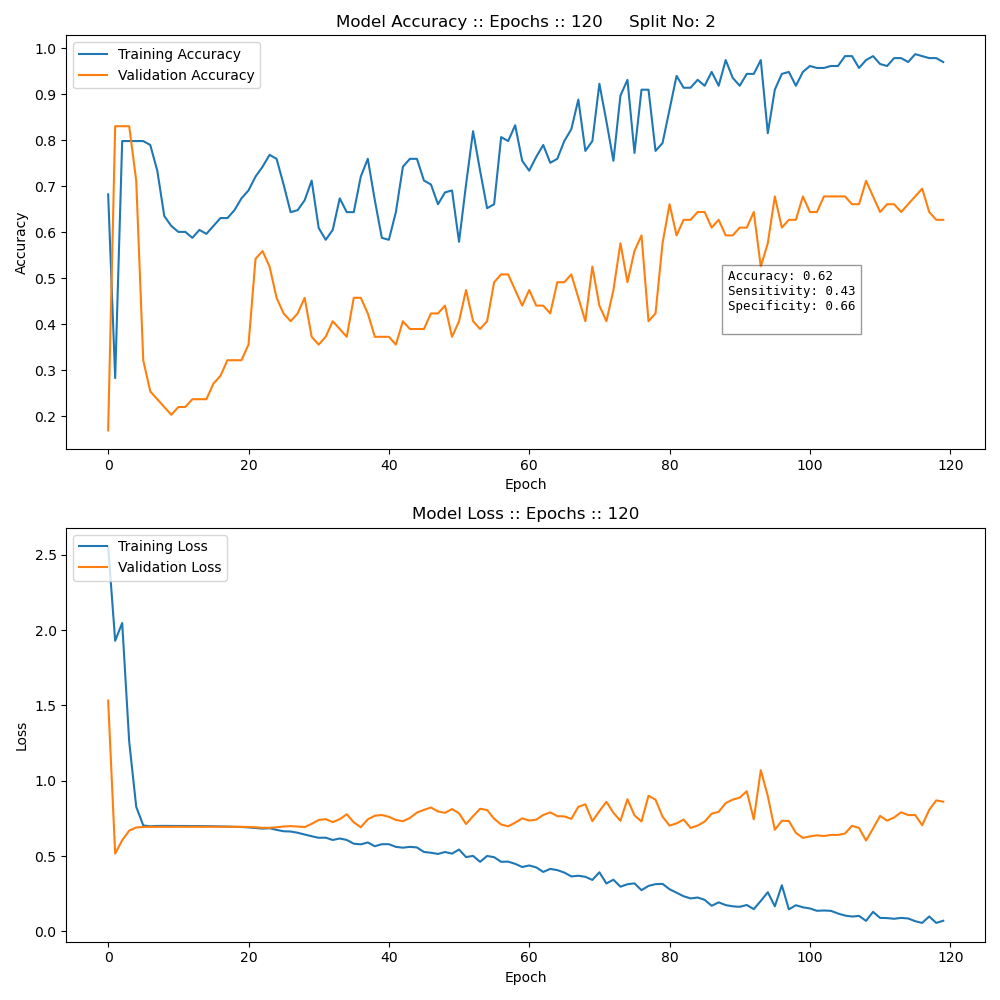 Model Accuracy :: Epochs :: 120     Split No: 2
Training Accuracy
Validation Accuracy
Accuracy
1.0
0.9
0.8
0.7
0.6
0.5
0.4
0.3
0.2
Accuracy: 0.62
Sensitivity: 0.43
Specificity: 0.66
0 20 40 60 80 100 120
Epoch
Model Loss :: Epochs :: 120
Training Loss
Validation Loss
Loss
2.5
2.0
1.5
1.0
0.5
0.0
0 20 40 60 80 100 120
Epoch